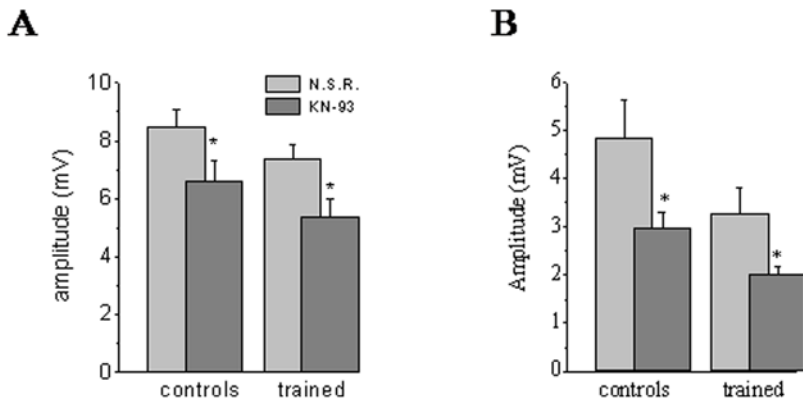 A
B
10
8
6
4
2
0
amplitude (mV)
N.S.R.
KN-93
*
*
controls trained
6
5
4
3
2
1
0
Amplitude (mV)
*
*
controls trained